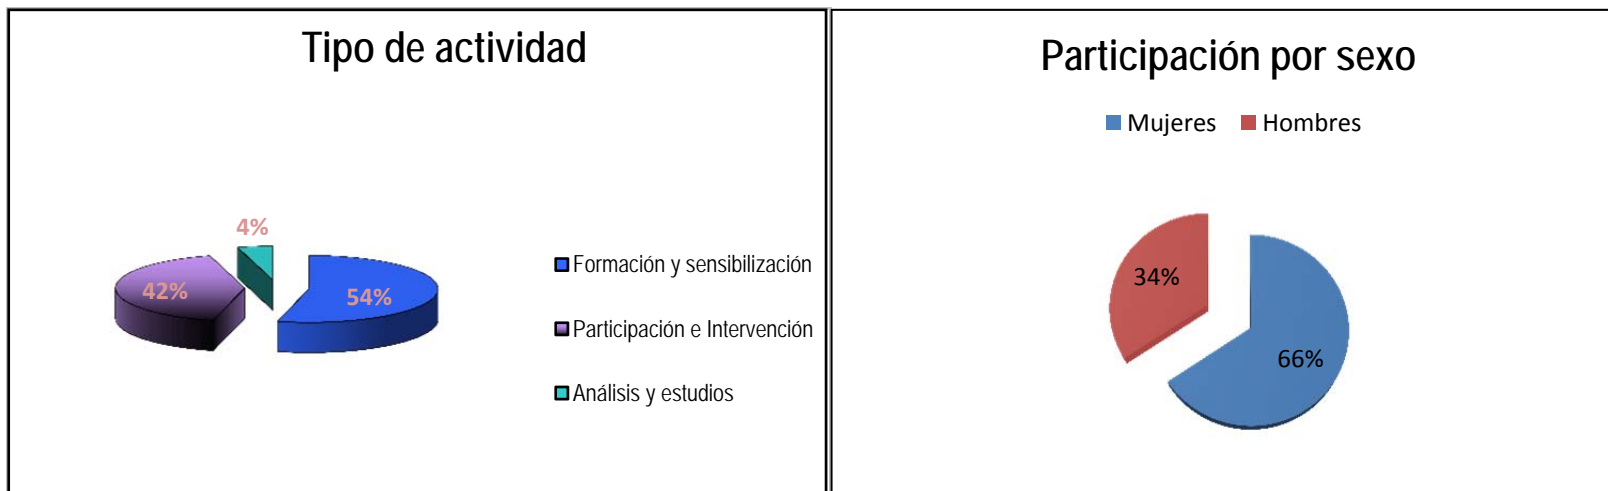 Tipo de actividad
4%
42%
54%
Formación y sensibilización
Participación e Intervención
Análisis y estudios
Participación por sexo
Mujeres Hombres
34%
66%